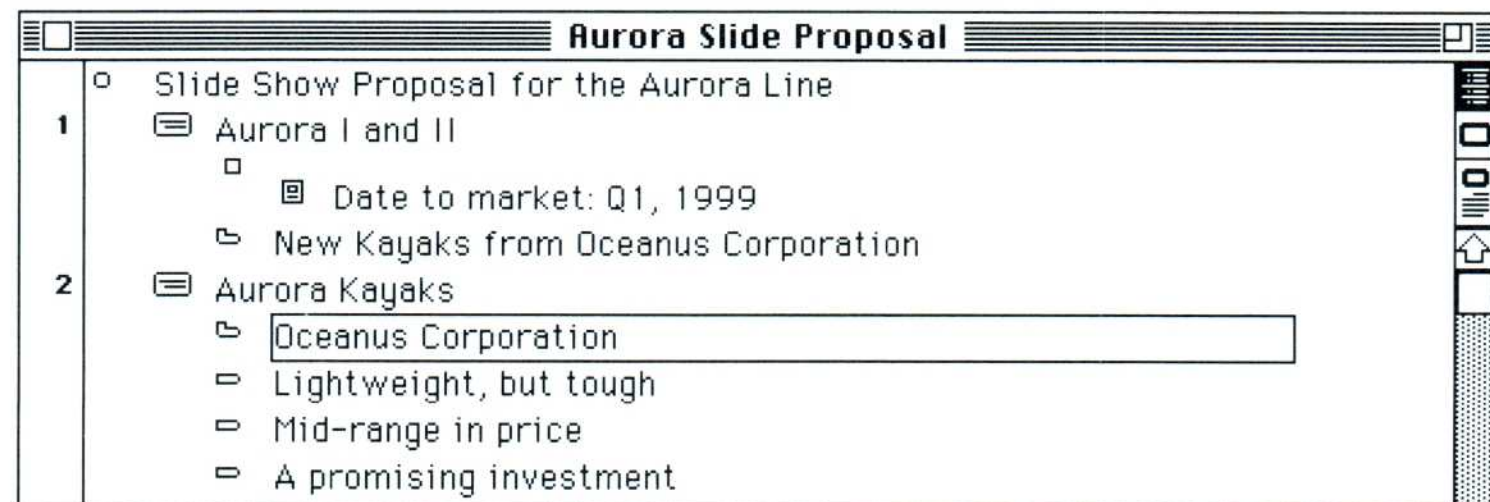 Aurora Slide Proposal
Slide Show Proposal for the Aurora Line
1 Aurora I and II
Date to market: Q1, 1999
New Kayaks from Oceanus Corporation
2 Aurora Kayaks
Oceanus Corporation
Lightweight, but tough
Mid-range in price
A promising investment